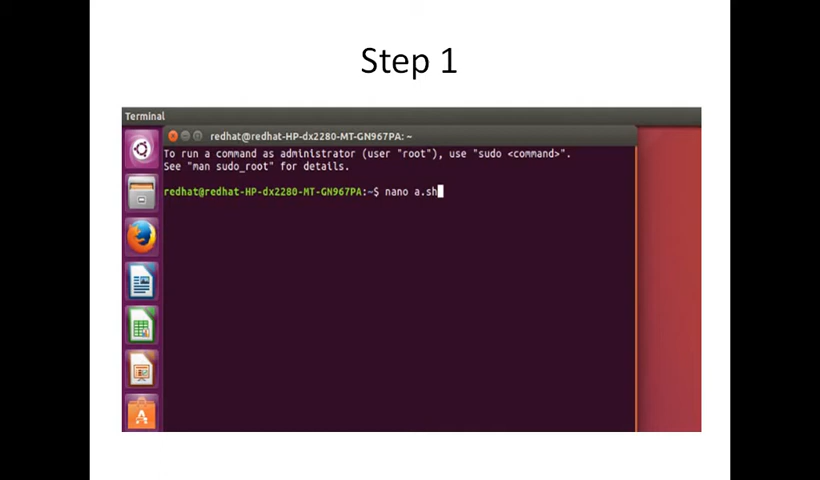 Step 1
Terminal
redhat@redhat-HP-dx2280-MT-GN967PA: ~
To run a command as administrator (user "root"), use "sudo <command>".
See "man sudo_root" for details.
redhat@redhat-HP-dx2280-MT-GN967PA:~$ nano a.sh